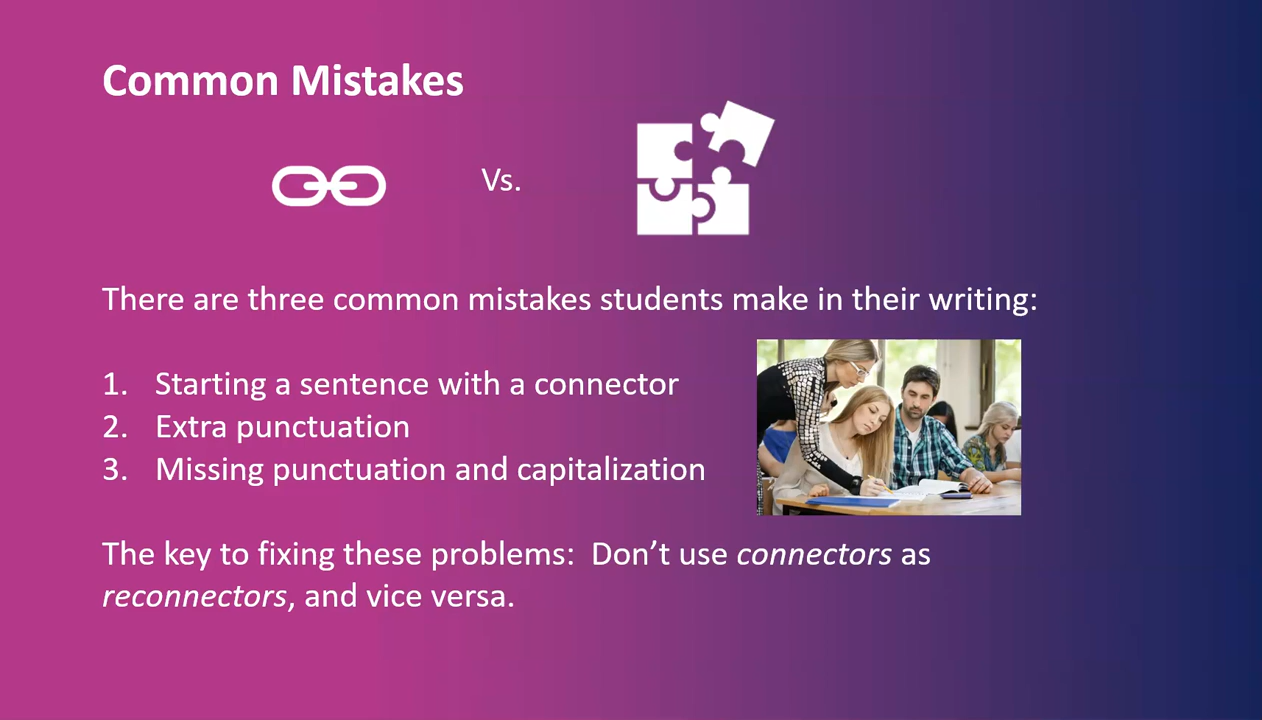 Common Mistakes
Vs.
There are three common mistakes students make in their writing:
1. Starting a sentence with a connector
2. Extra punctuation
3. Missing punctuation and capitalization
The key to fixing these problems:  Don’t use connectors as
reconnectors, and vice versa.